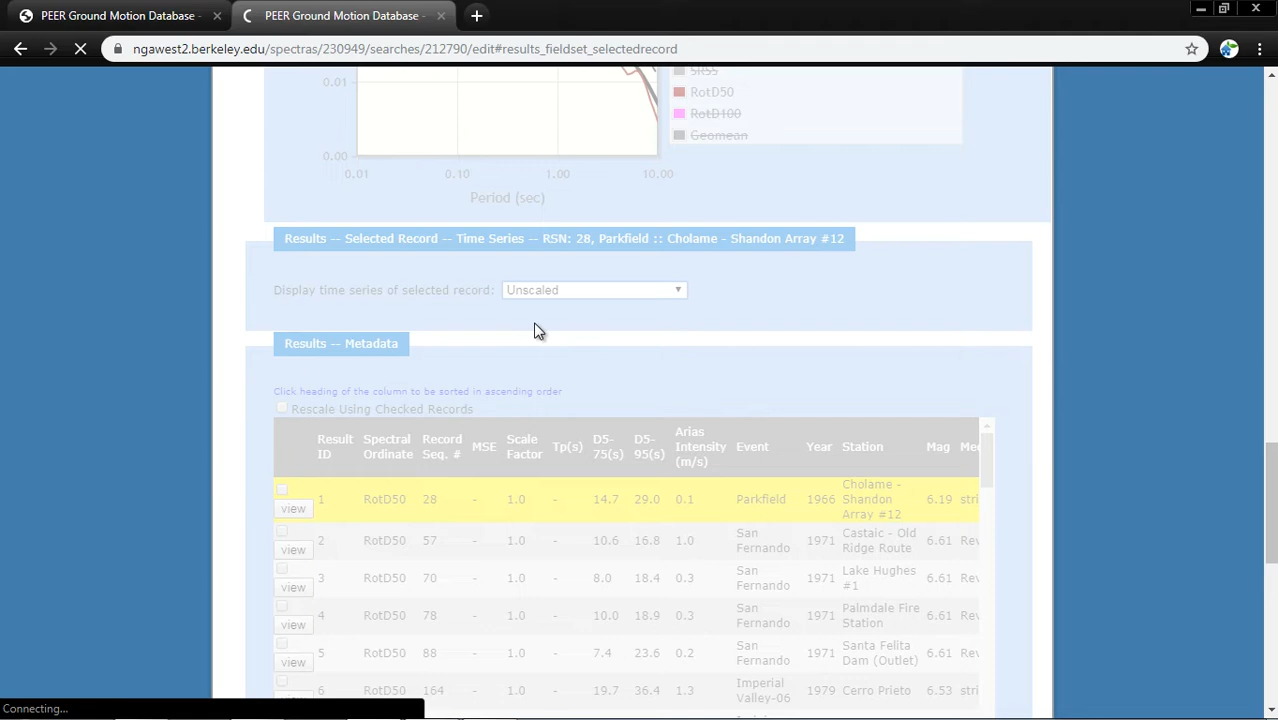 PEER Ground Motion Database - × PEER Ground Motion Database - ×
ngawest2.berkeley.edu/spectras/230949/searches/212790/edit#results_fieldset_selectedrecord
0.01
0.00
0.01 0.10 1.00 10.00
Period (sec)
SRSS
RotD50
RotD100
Geomean
Results -- Selected Record -- Time Series -- RSN: 28, Parkfield :: Cholame - Shandon Array #12
Display time series of selected record: Unscaled
Results -- Metadata
Click heading of the column to be sorted in ascending order
Rescale Using Checked Records
Result ID Spectral Ordinate Record Seq. # MSE Scale Factor Tp(s) D5-75(s) D5-95(s) Arias Intensity (m/s) Event Year Station Mag Mec
view 1 RotD50 28 - 1.0 - 14.7 29.0 0.1 Parkfield 1966 Cholame - Shandon Array #12 6.19 stri
view 2 RotD50 57 - 1.0 - 10.6 16.8 1.0 San Fernando 1971 Castaic - Old Ridge Route 6.61 Rev
view 3 RotD50 70 - 1.0 - 8.0 18.4 0.3 San Fernando 1971 Lake Hughes #1 6.61 Rev
view 4 RotD50 78 - 1.0 - 10.0 18.9 0.3 San Fernando 1971 Palmdale Fire Station 6.61 Rev
view 5 RotD50 88 - 1.0 - 7.4 23.6 0.2 San Fernando 1971 Santa Felita Dam (Outlet) 6.61 Rev
6 RotD50 164 - 1.0 - 19.7 36.4 1.3 Imperial Valley-06 1979 Cerro Prieto 6.53 stri
Connecting...